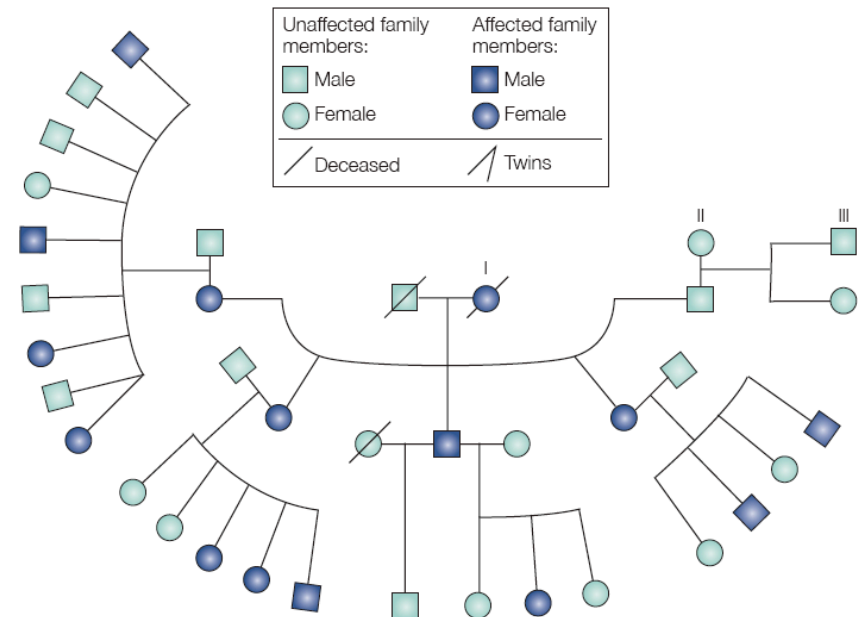 Unaffected family
members:
Affected family
members:
Male
Male
Female
Female
Deceased
Twins
I
II
III